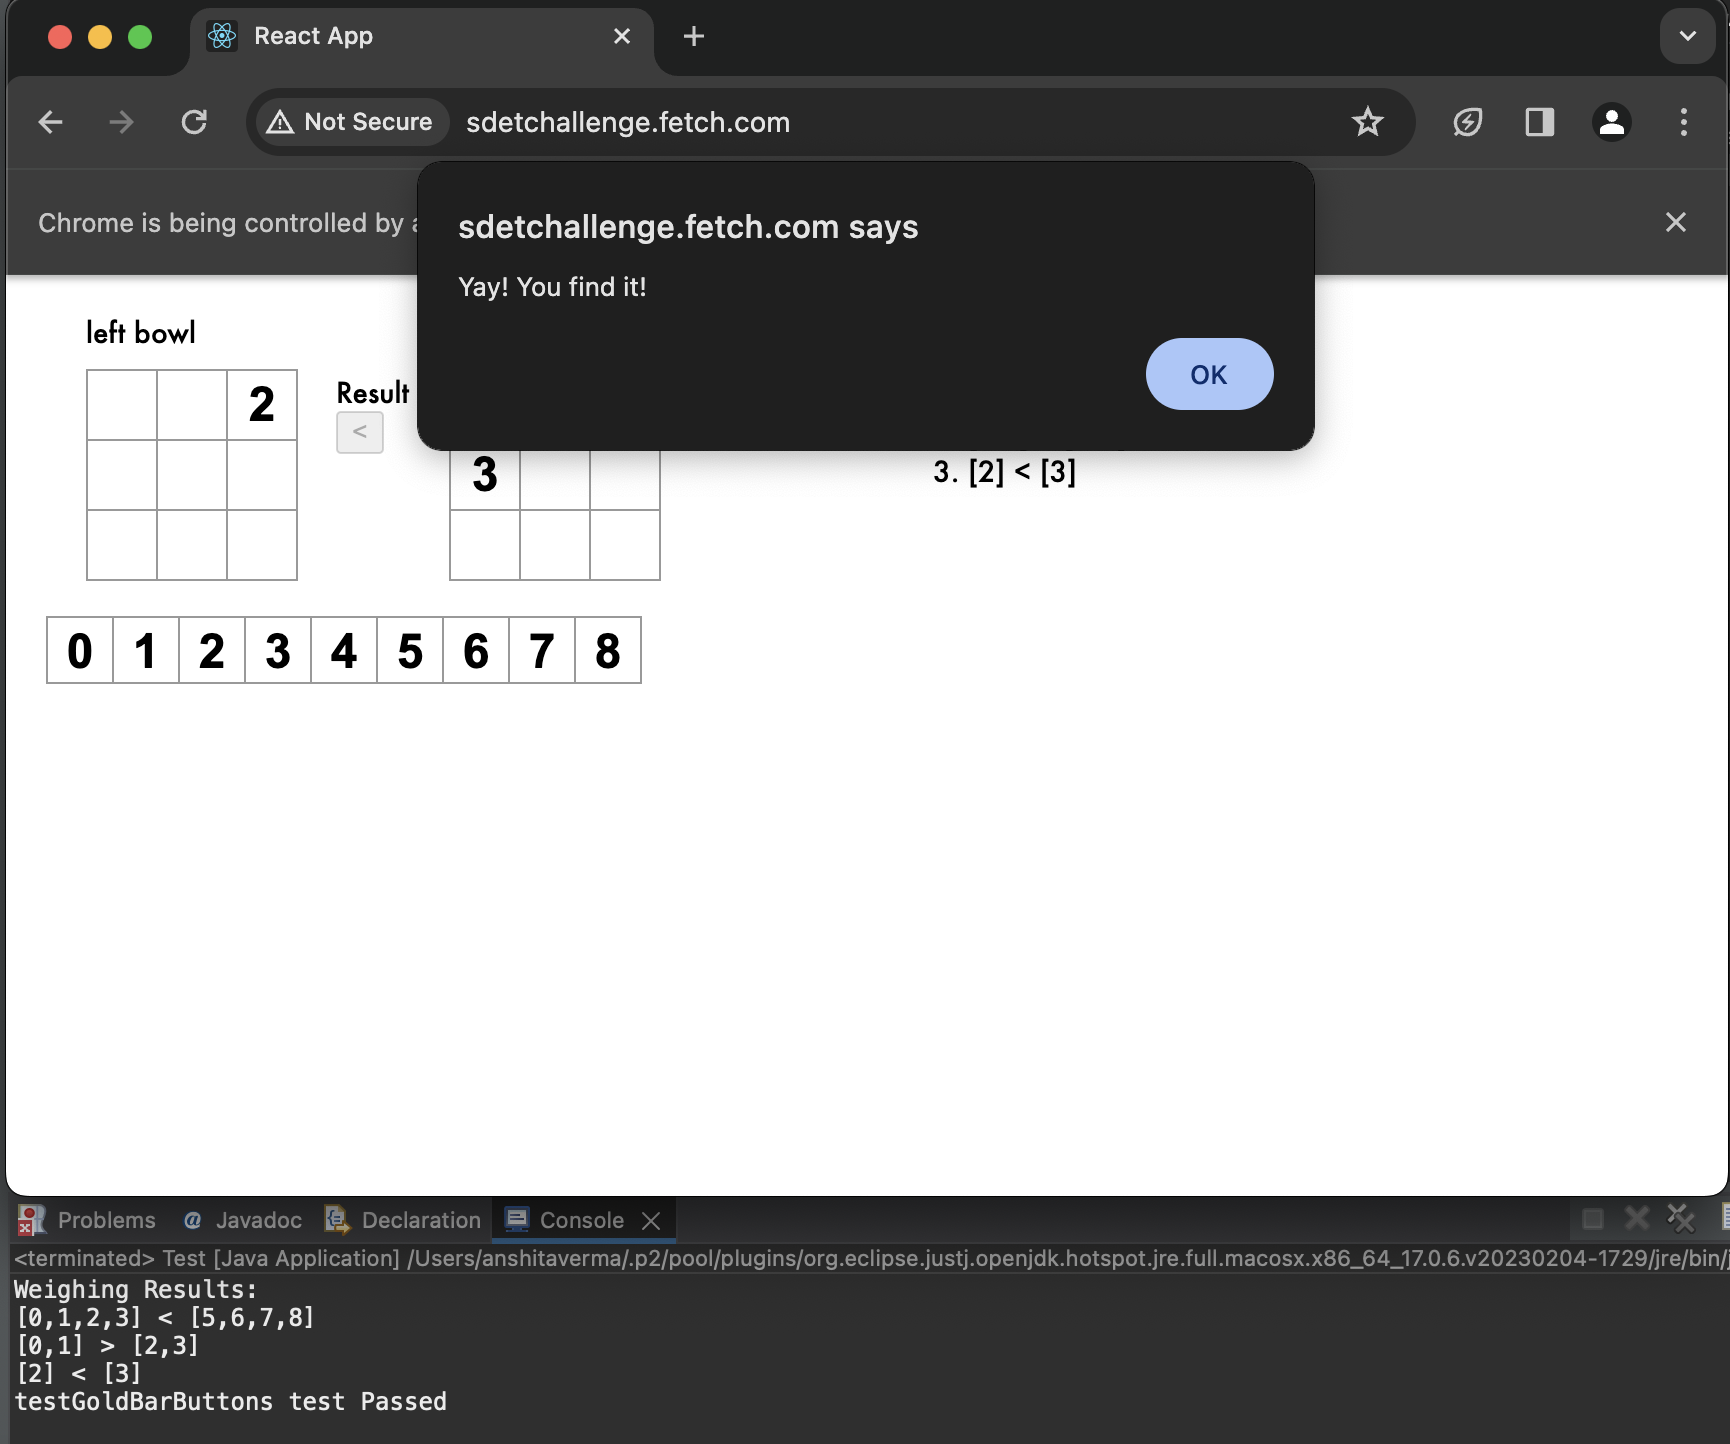 React App
Not Secure sdetchallenge.fetch.com
Chrome is being controlled by
sdetchallenge.fetch.com says
Yay! You find it!
OK
left bowl
2
Result
<
3
3. [2] < [3]
0 1 2 3 4 5 6 7 8
Problems @ Javadoc Declaration Console
<terminated> Test [Java Application] /Users/anshitaverma/.p2/pool/plugins/org.eclipse.justj.openjdk.hotspot.jre.full.macosx.x86_64_17.0.6.v20230204-1729/jre/bin/j
Weighing Results:
[0,1,2,3] < [5,6,7,8]
[0,1] > [2,3]
[2] < [3]
testGoldBarButtons test Passed